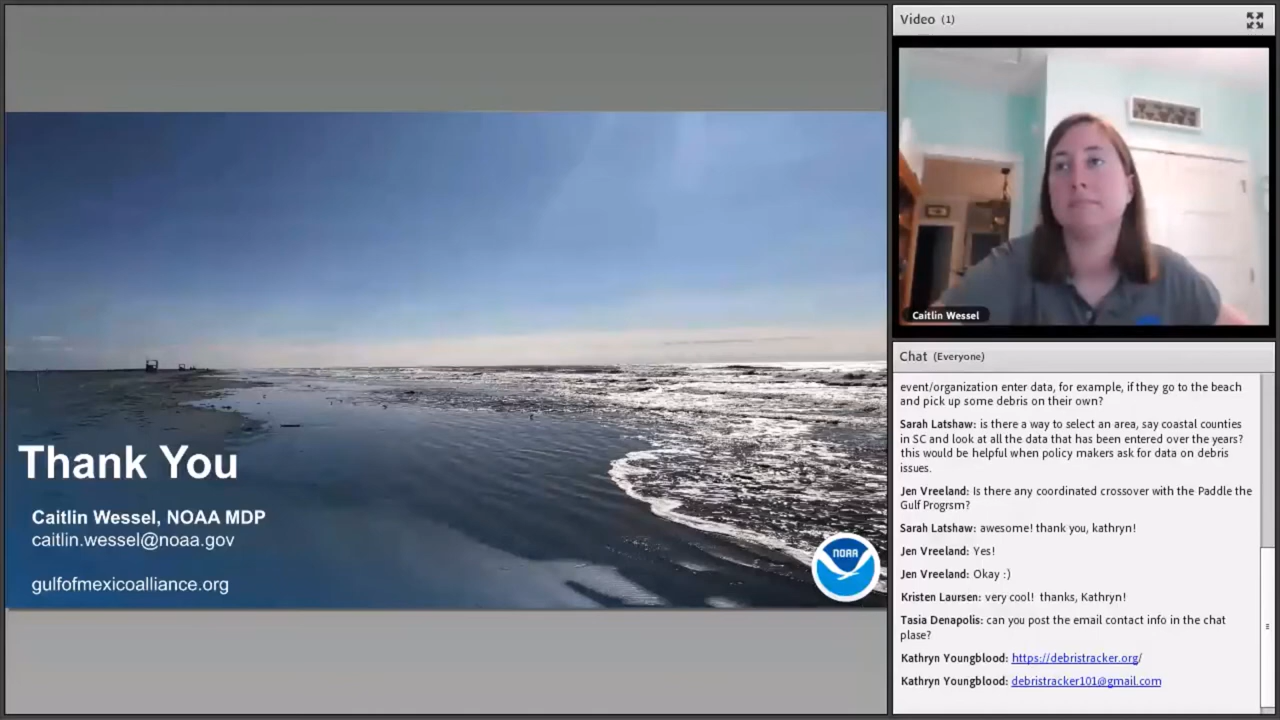 Thank You
Caitlin Wessel, NOAA MDP
caitlin.wessel@noaa.gov
gulfofmexicoalliance.org
NOAA
Video (1)
Caitlin Wessel
Chat (Everyone)
event/organization enter data, for example, if they go to the beach
and pick up some debris on their own?
Sarah Latshaw: is there a way to select an area, say coastal counties
in SC and look at all the data that has been entered over the years?
this would be helpful when policy makers ask for data on debris
issues.
Jen Vreeland: Is there any coordinated crossover with the Paddle the
Gulf Progrsm?
Sarah Latshaw: awesome! thank you, kathryn!
Jen Vreeland: Yes!
Jen Vreeland: Okay :)
Kristen Laursen: very cool! thanks, Kathryn!
Tasia Denapolis: can you post the email contact info in the chat
plase?
Kathryn Youngblood: https://debristracker.org/
Kathryn Youngblood: debristracker101@gmail.com